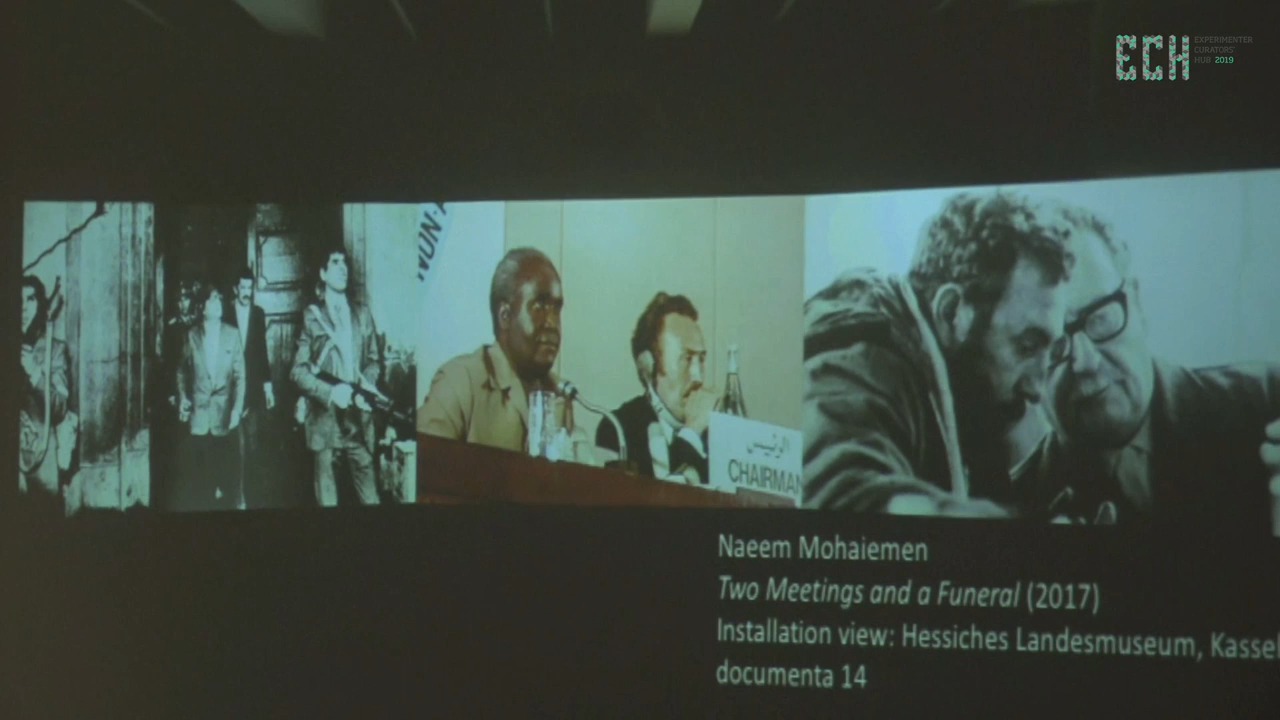 ECH
EXPERIMENTER
CURATORS'
HUB 2019
NON-A
الرئيس
CHAIRMAN
Naeem Mohaiemen
Two Meetings and a Funeral (2017)
Installation view: Hessiches Landesmuseum, Kassel
documenta 14